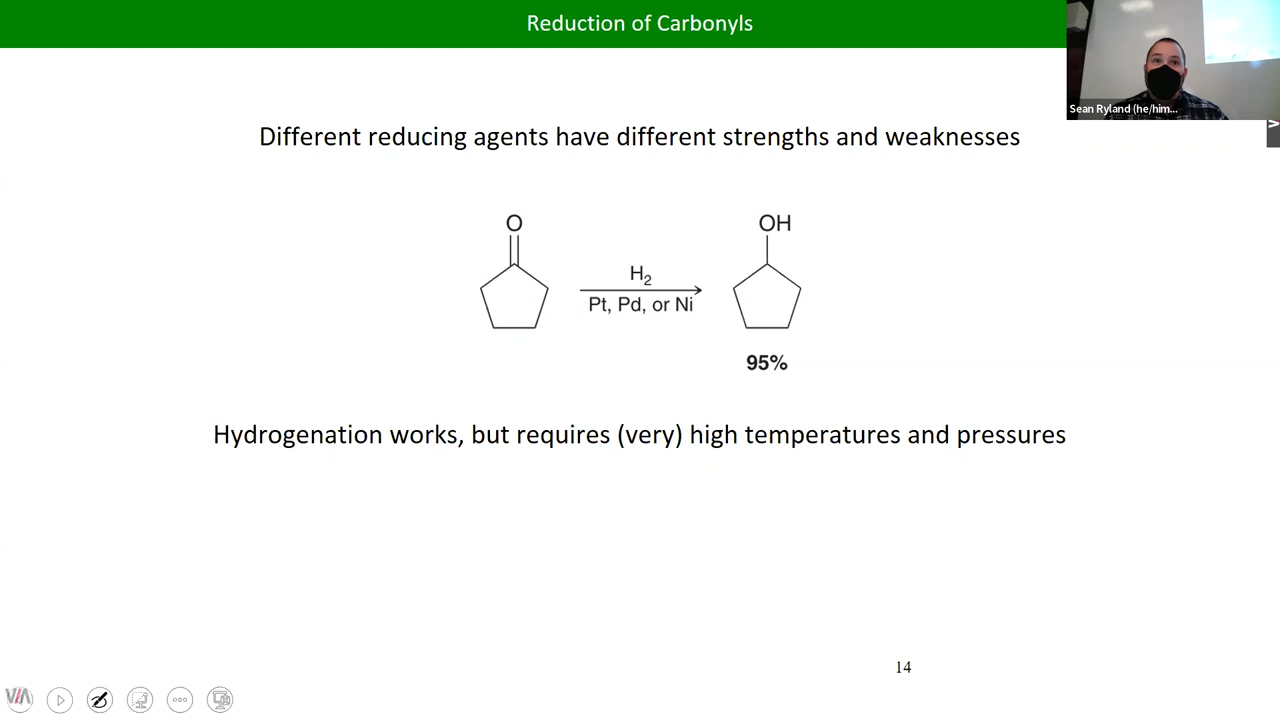 Reduction of Carbonyls
Sean Ryland (he/him...
Different reducing agents have different strengths and weaknesses
O
OH
H2
Pt, Pd, or Ni
95%
Hydrogenation works, but requires (very) high temperatures and pressures
14
VIA